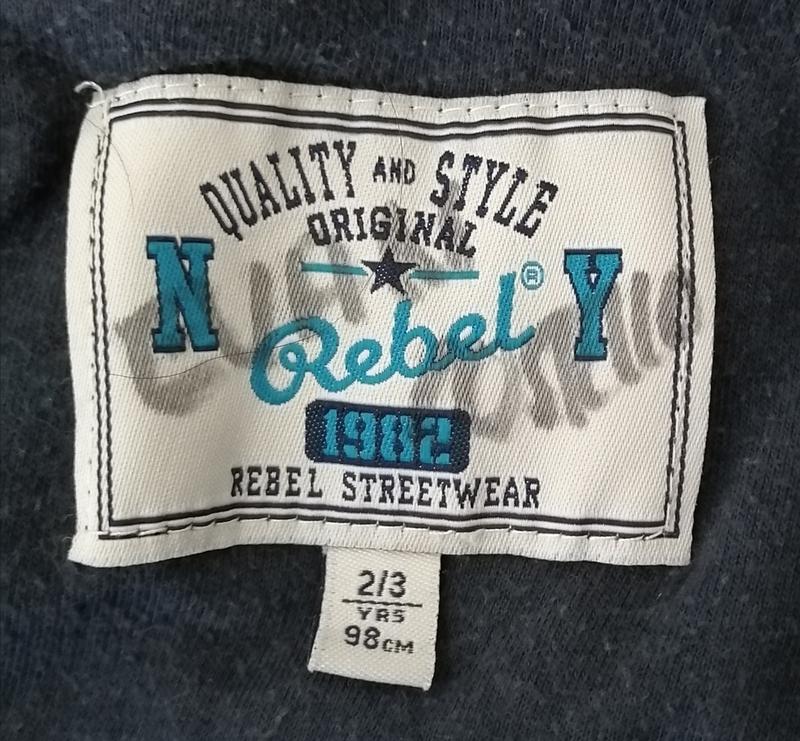 QUALITY AND STYLE
ORIGINAL
N Y
Rebel®
1982
REBEL STREETWEAR
2/3
YRS
98CM